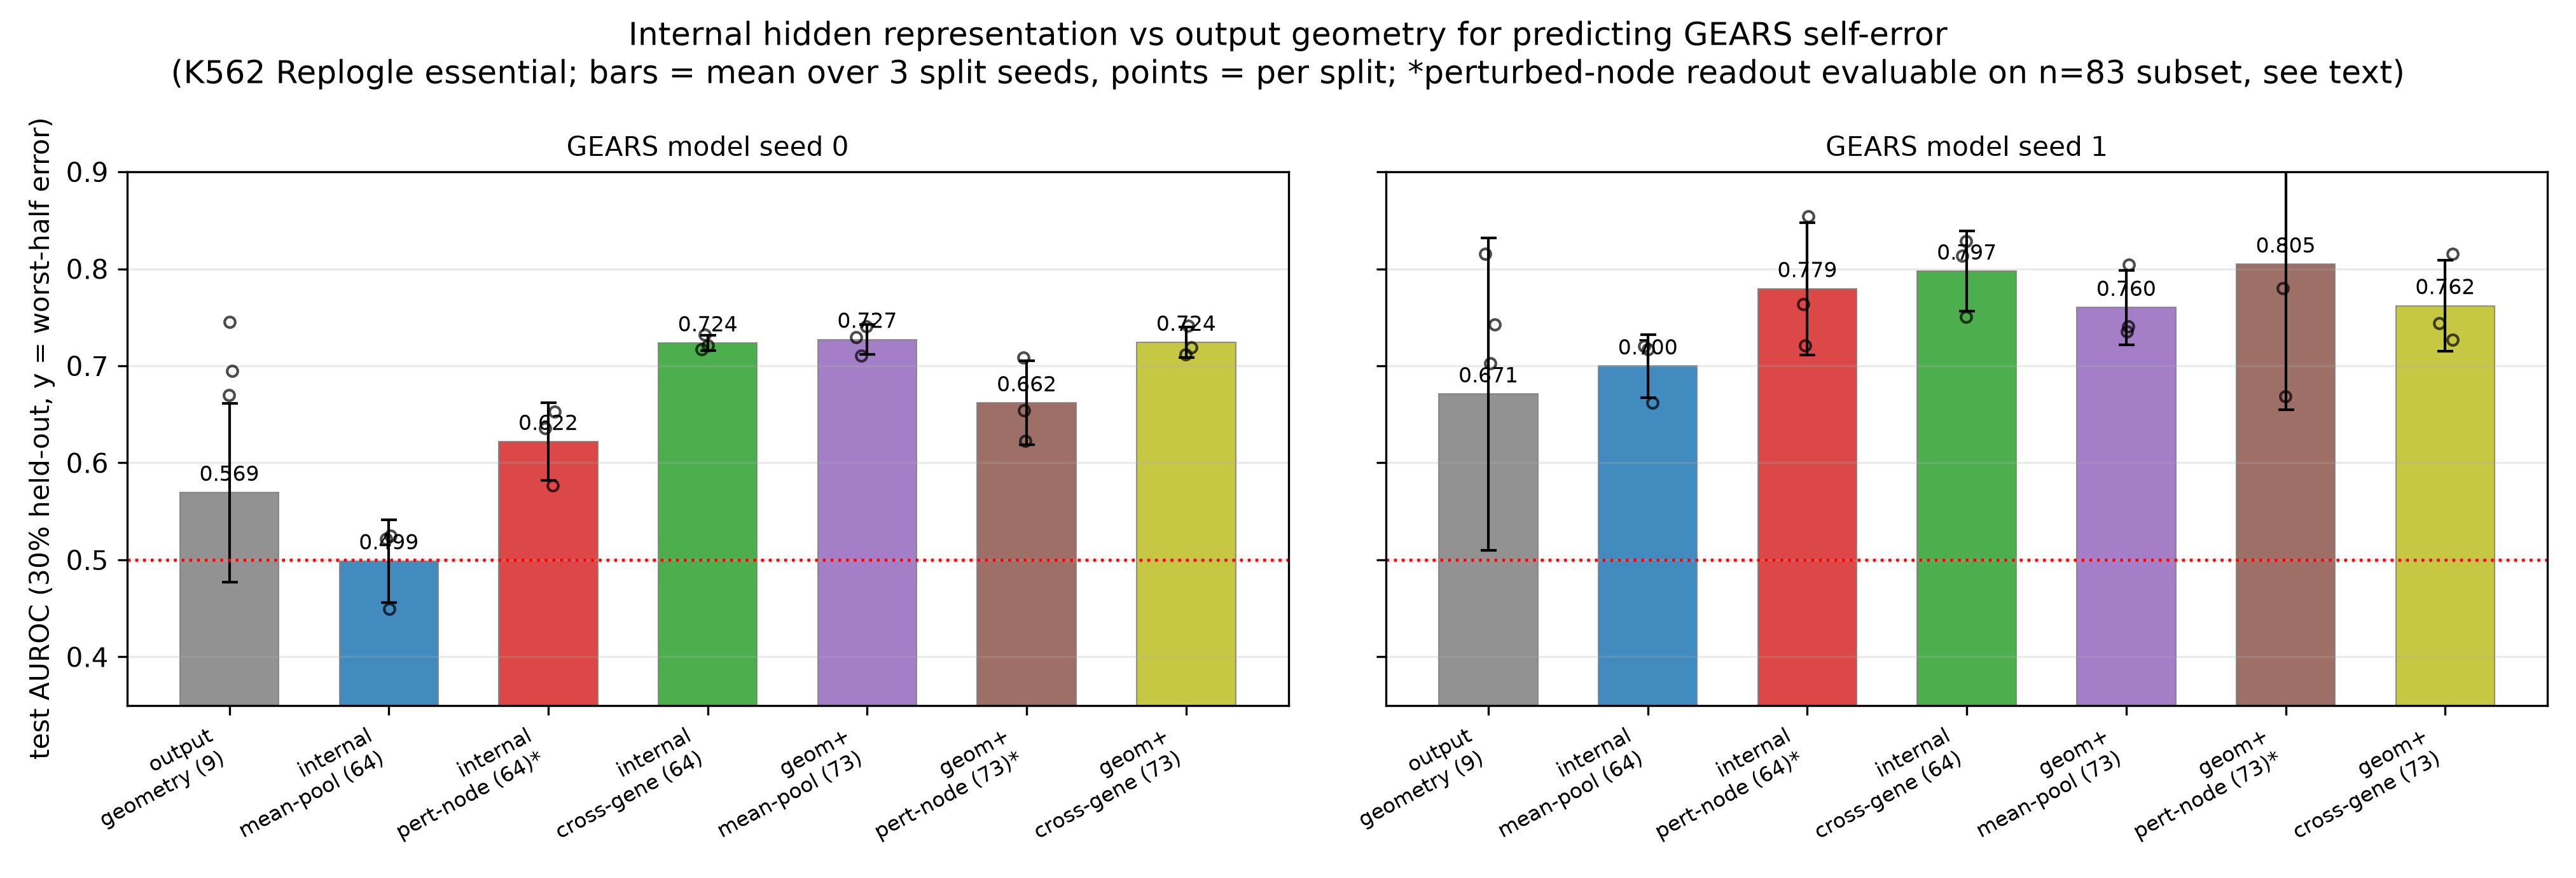 Internal hidden representation vs output geometry for predicting GEARS self-error
(K562 Replogle essential; bars = mean over 3 split seeds, points = per split; *perturbed-node readout evaluable on n=83 subset, see text)
GEARS model seed 0
GEARS model seed 1
test AUROC (30% held-out, y = worst-half error)
0.9
0.8
0.7
0.6
0.5
0.4
0.569
0.499
0.622
0.724
0.727
0.662
0.724
0.671
0.700
0.779
0.797
0.760
0.805
0.762
output
geometry (9)
internal
mean-pool (64)
internal
pert-node (64)*
internal
cross-gene (64)
geom+
mean-pool (73)
geom+
pert-node (73)*
geom+
cross-gene (73)
output
geometry (9)
internal
mean-pool (64)
internal
pert-node (64)*
internal
cross-gene (64)
geom+
mean-pool (73)
geom+
pert-node (73)*
geom+
cross-gene (73)